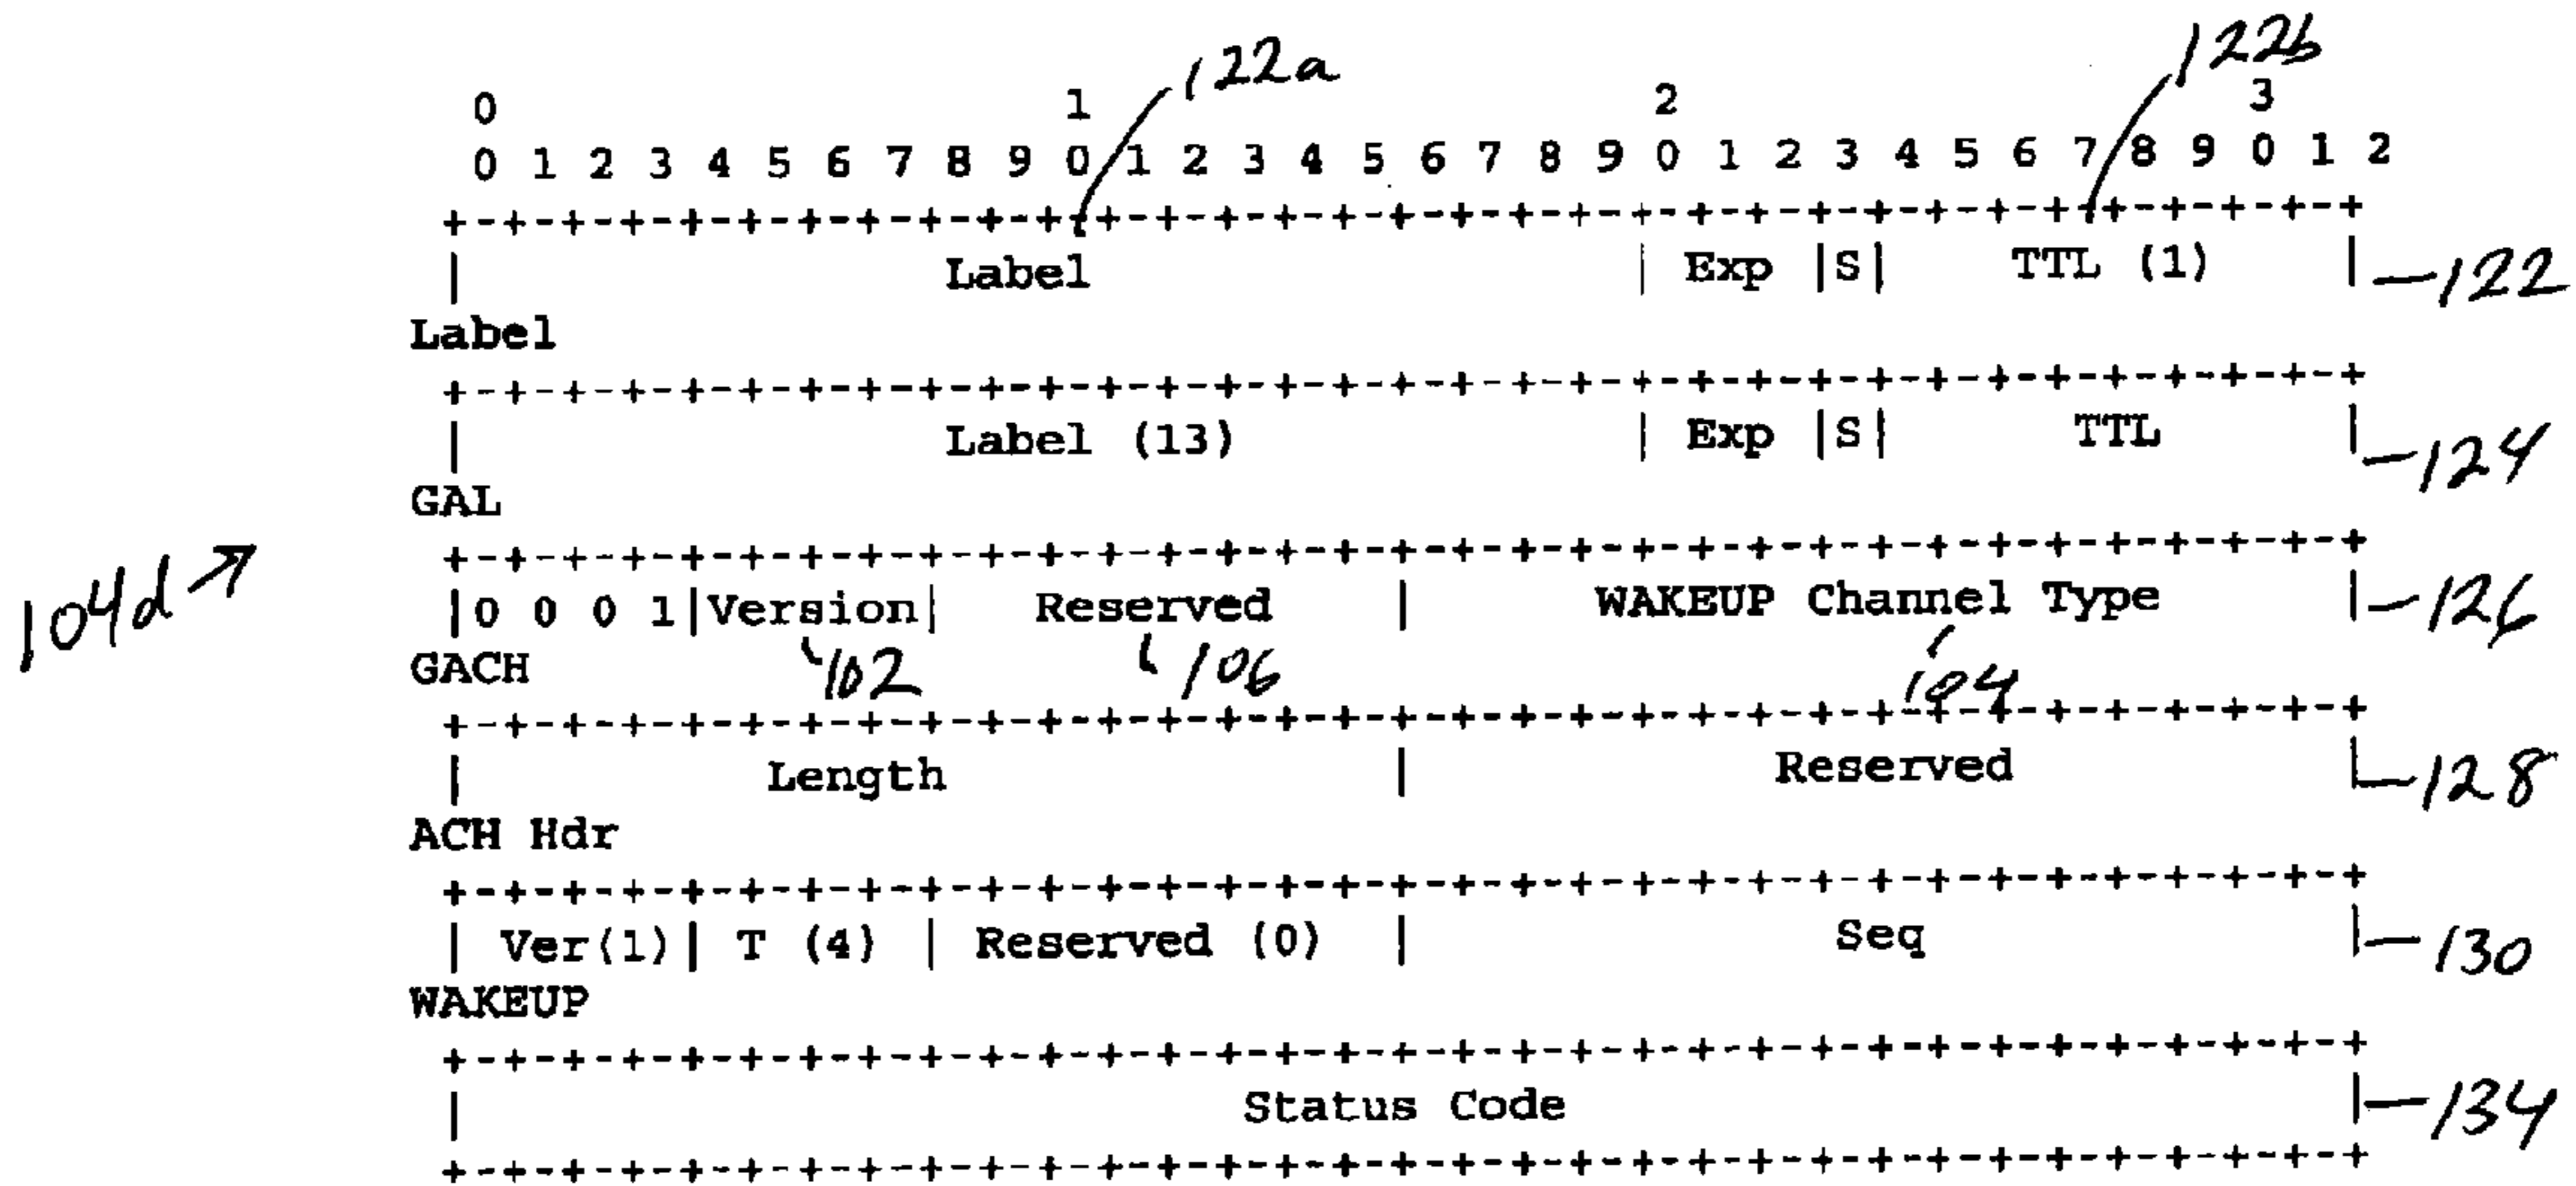 122a 122b
0 1 2 3
0 1 2 3 4 5 6 7 8 9 0 1 2 3 4 5 6 7 8 9 0 1 2 3 4 5 6 7 8 9 0 1 2
+-+-+-+-+-+-+-+-+-+-+-+-+-+-+-+-+-+-+-+-+-+-+-+-+-+-+-+-+-+-+-+-+
| Label | Exp |S| TTL (1) | 122
Label
+-+-+-+-+-+-+-+-+-+-+-+-+-+-+-+-+-+-+-+-+-+-+-+-+-+-+-+-+-+-+-+-+
| Label (13) | Exp |S| TTL | 124
GAL
104d
+-+-+-+-+-+-+-+-+-+-+-+-+-+-+-+-+-+-+-+-+-+-+-+-+-+-+-+-+-+-+-+-+
|0 0 0 1|Version| Reserved | WAKEUP Channel Type | 126
GACH 102 106 104
+-+-+-+-+-+-+-+-+-+-+-+-+-+-+-+-+-+-+-+-+-+-+-+-+-+-+-+-+-+-+-+-+
| Length | Reserved | 128
ACH Hdr
+-+-+-+-+-+-+-+-+-+-+-+-+-+-+-+-+-+-+-+-+-+-+-+-+-+-+-+-+-+-+-+-+
| Ver(1)| T (4) | Reserved (0) | Seq | 130
WAKEUP
+-+-+-+-+-+-+-+-+-+-+-+-+-+-+-+-+-+-+-+-+-+-+-+-+-+-+-+-+-+-+-+-+
| Status Code | 134
+-+-+-+-+-+-+-+-+-+-+-+-+-+-+-+-+-+-+-+-+-+-+-+-+-+-+-+-+-+-+-+-+